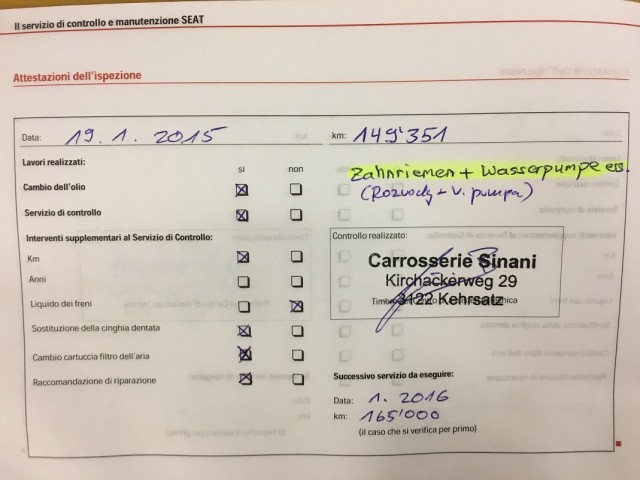 Il servizio di controllo e manutenzione SEAT
Attestazioni dell'ispezione
Data: 19. 1. 2015
km: 149'351
Lavori realizzati:
sì non
Zahnriemen + Wasserpumpe ers.
(Rozvody + v. pumpa)
Cambio dell'olio
Servizio di controllo
Interventi supplementari al Servizio di Controllo:
Km
Anni
Liquido dei freni
Sostituzione della cinghia dentata
Cambio cartuccia filtro dell'aria
Raccomandazione di riparazione
Controllo realizzato:
Carrosserie Sinani
Kirchackerweg 29
3122 Kehrsatz
Successivo servizio da eseguire:
Data: 1. 2016
km: 165'000
(il caso che si verifica per primo)